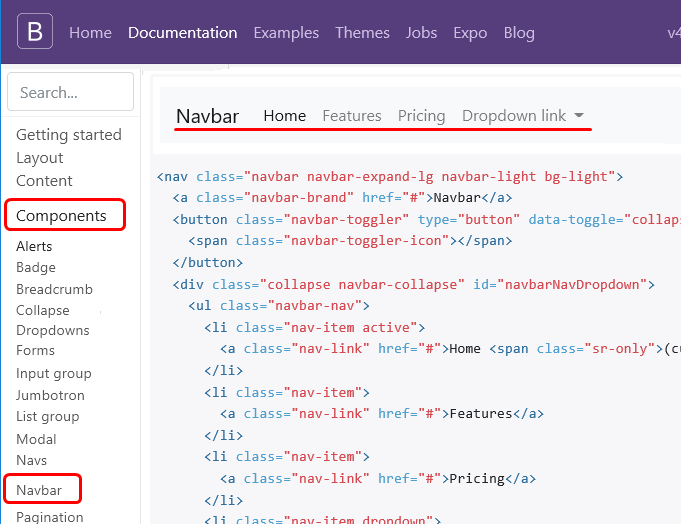 B Home Documentation Examples Themes Jobs Expo Blog v4
Search...
Getting started
Layout
Content
Components
Alerts
Badge
Breadcrumb
Collapse
Dropdowns
Forms
Input group
Jumbotron
List group
Modal
Navs
Navbar
Pagination
Navbar Home Features Pricing Dropdown link
<nav class="navbar navbar-expand-lg navbar-light bg-light">
<a class="navbar-brand" href="#">Navbar</a>
<button class="navbar-toggler" type="button" data-toggle="collaps
<span class="navbar-toggler-icon"></span>
</button>
<div class="collapse navbar-collapse" id="navbarNavDropdown">
<ul class="navbar-nav">
<li class="nav-item active">
<a class="nav-link" href="#">Home <span class="sr-only">(cu
</li>
<li class="nav-item">
<a class="nav-link" href="#">Features</a>
</li>
<li class="nav-item">
<a class="nav-link" href="#">Pricing</a>
</li>
<li class="nav-item dropdown">